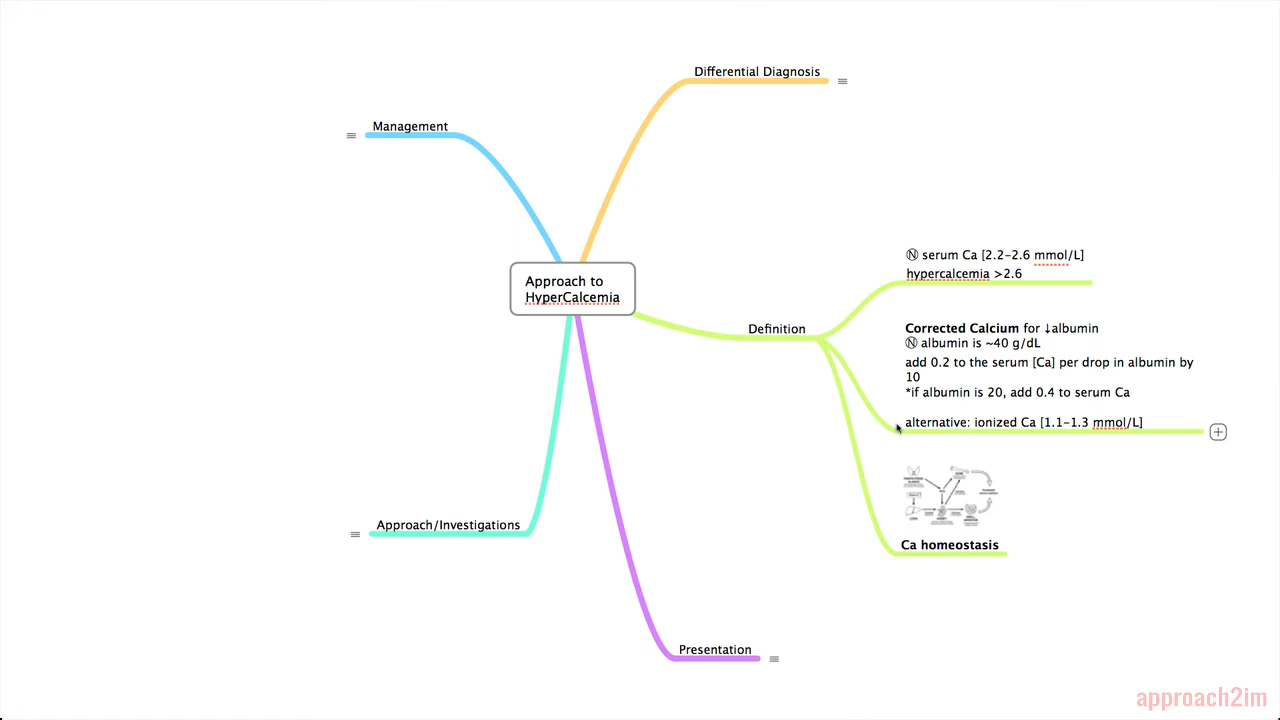 Differential Diagnosis
Management
Approach to
HyperCalcemia
Definition
Ⓝ serum Ca [2.2-2.6 mmol/L]
hypercalcemia >2.6
Corrected Calcium for ↓albumin
Ⓝ albumin is ~40 g/dL
add 0.2 to the serum [Ca] per drop in albumin by
10
*if albumin is 20, add 0.4 to serum Ca
alternative: ionized Ca [1.1-1.3 mmol/L]
Ca homeostasis
Approach/Investigations
Presentation
approach2im